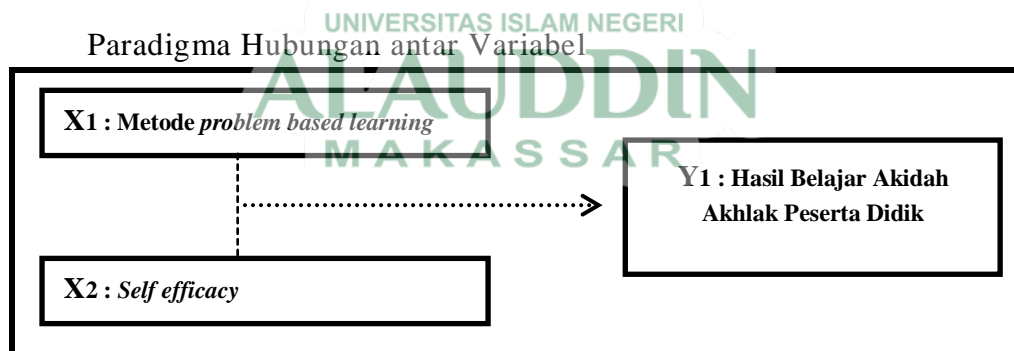 UNIVERSITAS ISLAM NEGERI
Paradigma Hubungan antar Variabel
ALAUDDIN
X1 : Metode problem based learning
MAKASSAR
Y1 : Hasil Belajar Akidah
Akhlak Peserta Didik
X2 : Self efficacy